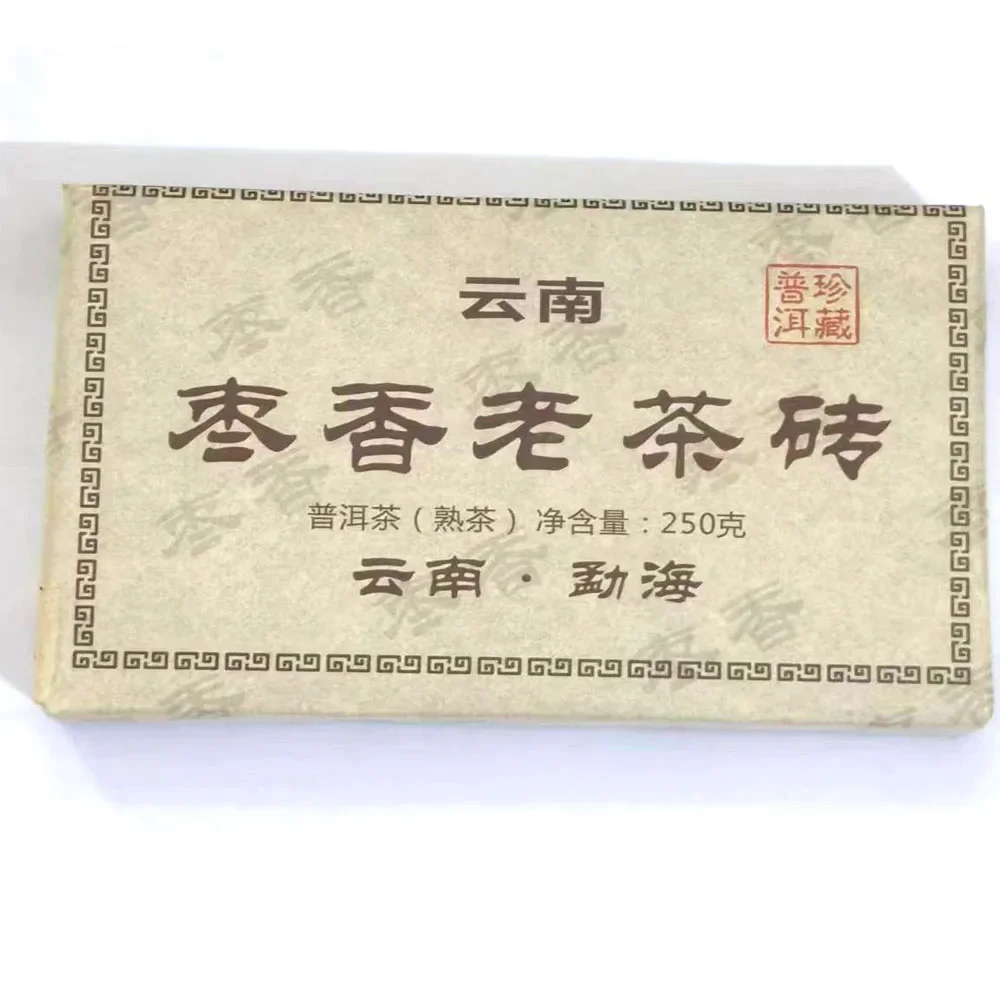 云南
珍藏
普洱
枣香老茶砖
普洱茶（熟茶） 净含量：250克
云南·勐海